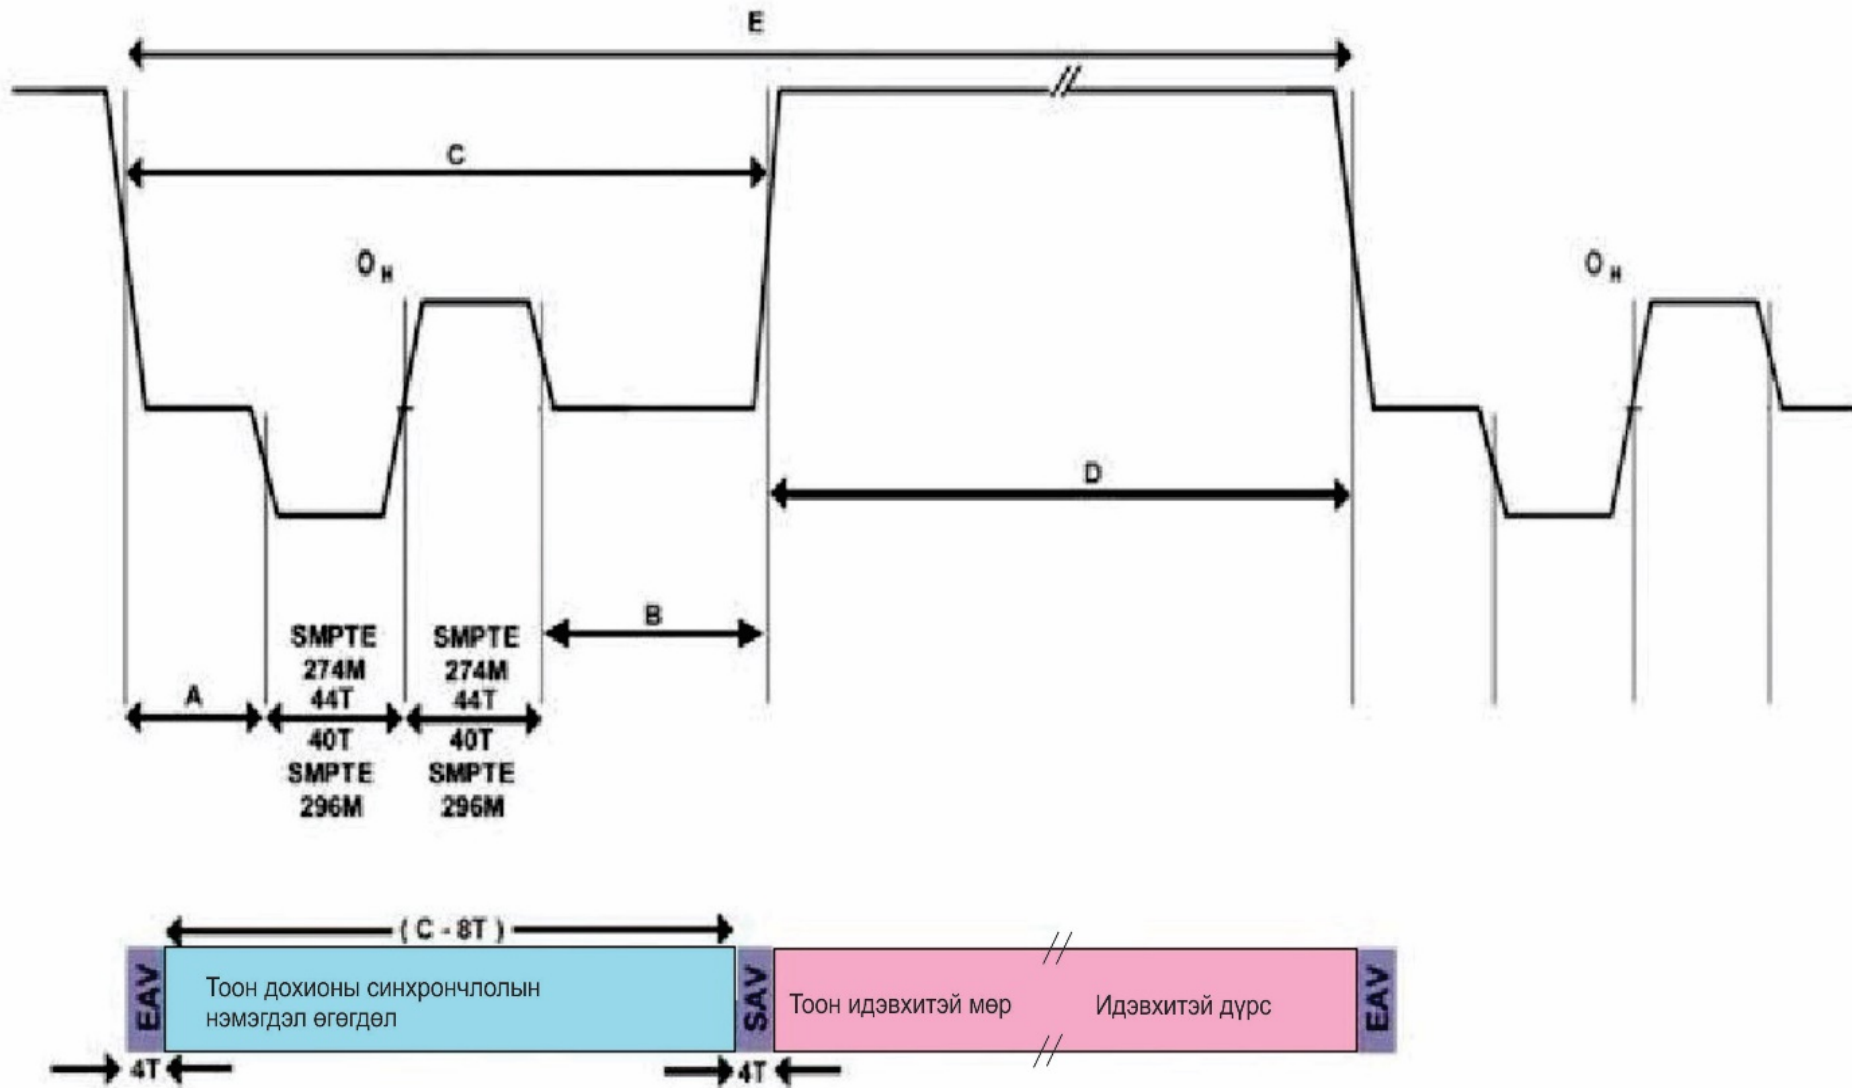 E
C
O H
O H
D
B
SMPTE
274M
44T
SMPTE
274M
44T
A
40T
SMPTE
296M
40T
SMPTE
296M
( C - 8T )
EAV
Тоон дохионы синхрончлолын
нэмэгдэл өгөгдөл
SAV
Тоон идэвхитэй мөр
Идэвхитэй дүрс
EAV
4T
4T